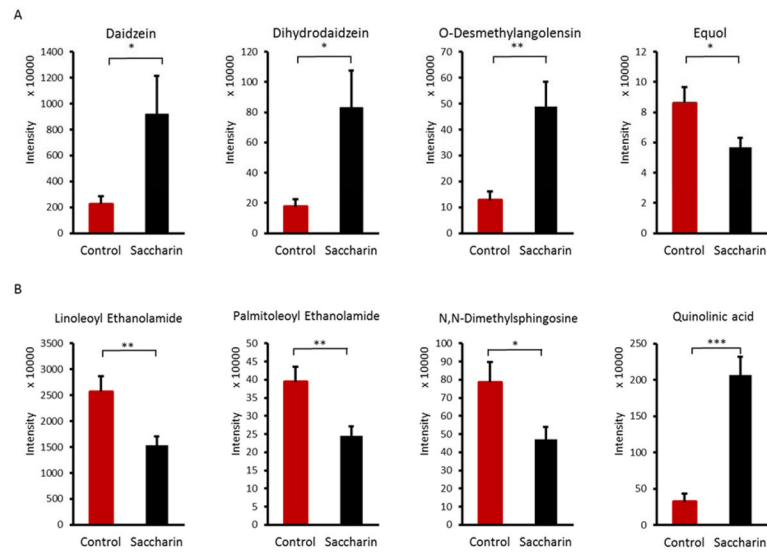 A
Daidzein
Dihydrodaidzein
O-Desmethylangolensin
Equol
*
*
**
*
x 10000
x 10000
x 10000
x 10000
Intensity
Intensity
Intensity
Intensity
1400
1200
1000
800
600
400
200
0
120
100
80
60
40
20
0
70
60
50
40
30
20
10
0
12
10
8
6
4
2
0
Control Saccharin
Control Saccharin
Control Saccharin
Control Saccharin
B
Linoleoyl Ethanolamide
Palmitoleoyl Ethanolamide
N,N-Dimethylsphingosine
Quinolinic acid
**
**
*
***
x 10000
x 10000
x 10000
x 10000
Intensity
Intensity
Intensity
Intensity
3500
3000
2500
2000
1500
1000
500
0
50
45
40
35
30
25
20
15
10
5
0
100
90
80
70
60
50
40
30
20
10
0
250
200
150
100
50
0
Control Saccharin
Control Saccharin
Control Saccharin
Control Saccharin